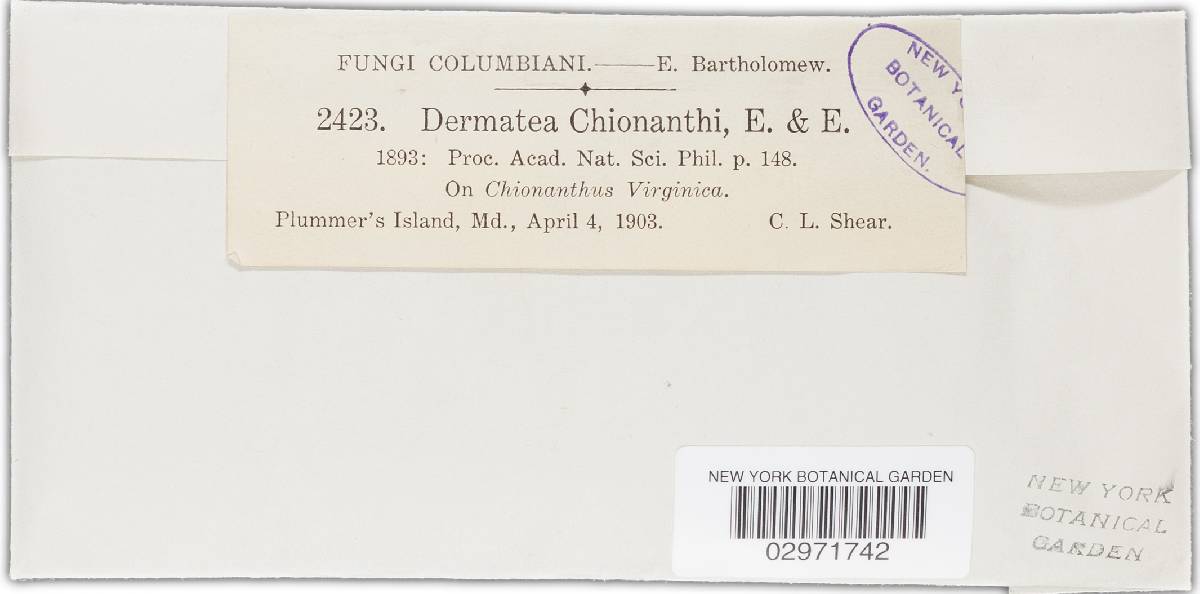 FUNGI COLUMBIANI.——E. Bartholomew.
2423. Dermatea Chionanthi, E. & E.
1893: Proc. Acad. Nat. Sci. Phil. p. 148.
On Chionanthus Virginica.
Plummer's Island, Md., April 4, 1903. C. L. Shear.
NEW Y
BOTANICAL
GARDEN.
NEW YORK BOTANICAL GARDEN
02971742
NEW YORK
BOTANICAL
GARDEN